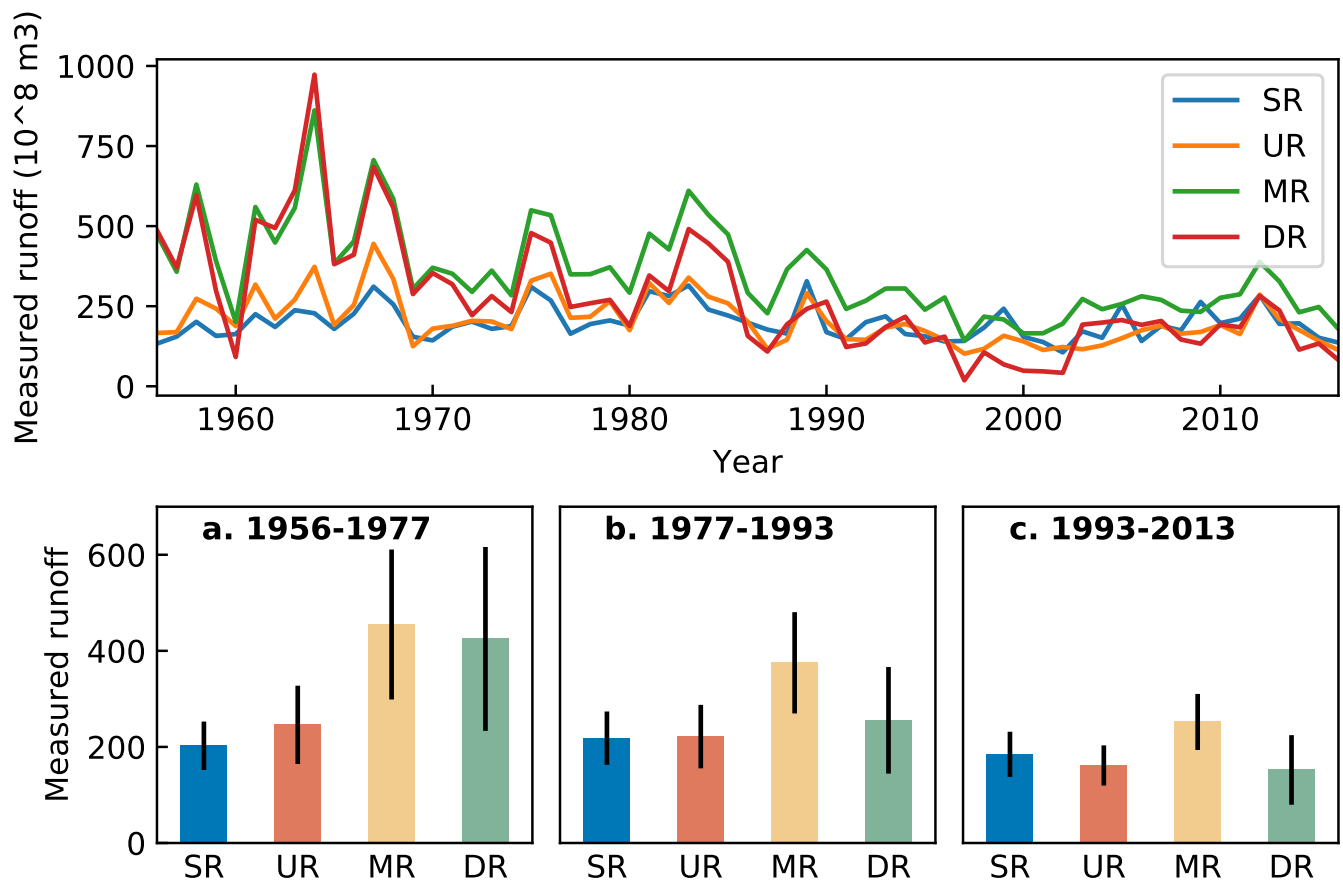 Measured runoff (10^8 m3)
1000
750
500
250
0
SR
UR
MR
DR
1960 1970 1980 1990 2000 2010
Year
a. 1956-1977 b. 1977-1993 c. 1993-2013
Measured runoff
600
400
200
0
SR UR MR DR SR UR MR DR SR UR MR DR